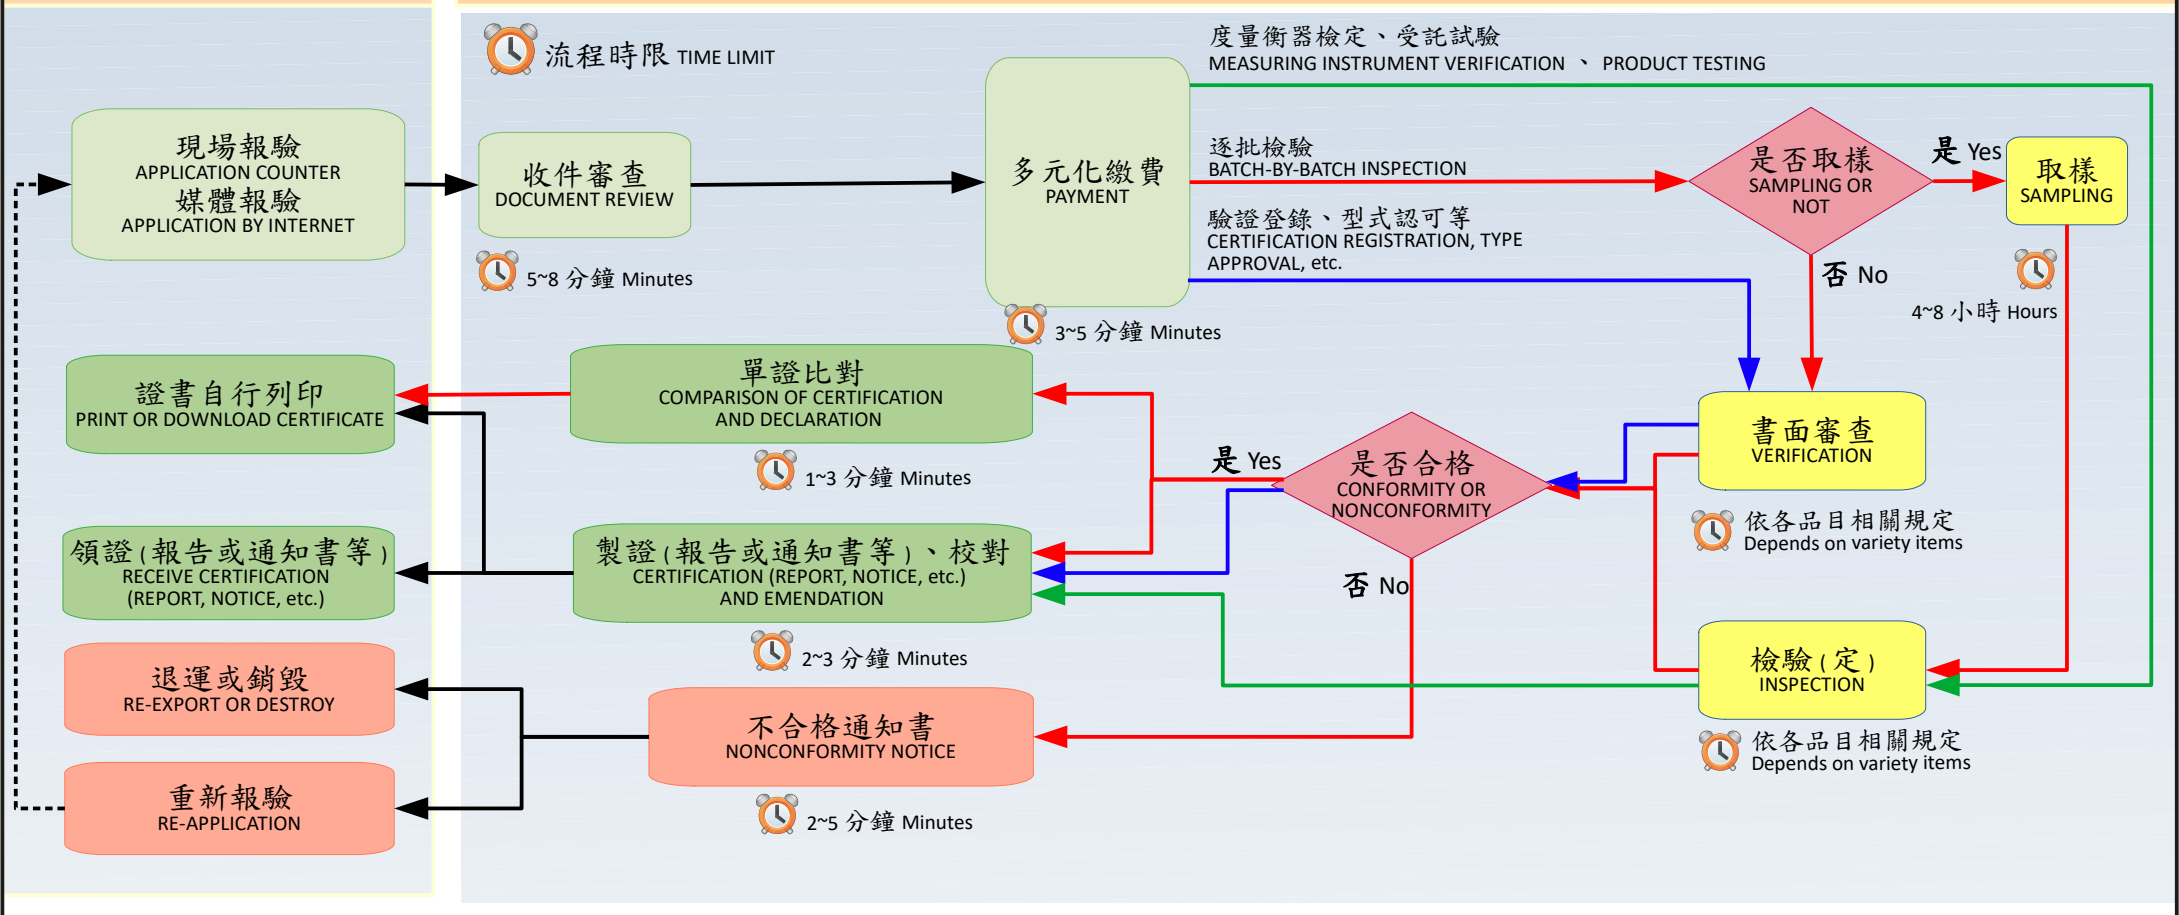 流程時限 TIME LIMIT
度量衡器檢定、受託試驗
MEASURING INSTRUMENT VERIFICATION 、 PRODUCT TESTING
現場報驗
APPLICATION COUNTER
媒體報驗
APPLICATION BY INTERNET
收件審查
DOCUMENT REVIEW
5~8 分鐘 Minutes
多元化繳費
PAYMENT
3~5 分鐘 Minutes
逐批檢驗
BATCH-BY-BATCH INSPECTION
驗證登錄、型式認可等
CERTIFICATION REGISTRATION, TYPE
APPROVAL, etc.
是否取樣
SAMPLING OR
NOT
是 Yes
取樣
SAMPLING
否 No
4~8 小時 Hours
證書自行列印
PRINT OR DOWNLOAD CERTIFICATE
單證比對
COMPARISON OF CERTIFICATION
AND DECLARATION
1~3 分鐘 Minutes
是 Yes
是否合格
CONFORMITY OR
NONCONFORMITY
書面審查
VERIFICATION
依各品目相關規定
Depends on variety items
領證(報告或通知書等)
RECEIVE CERTIFICATION
(REPORT, NOTICE, etc.)
製證(報告或通知書等)、校對
CERTIFICATION (REPORT, NOTICE, etc.)
AND EMENDATION
2~3 分鐘 Minutes
否 No
檢驗(定)
INSPECTION
依各品目相關規定
Depends on variety items
退運或銷毀
RE-EXPORT OR DESTROY
不合格通知書
NONCONFORMITY NOTICE
2~5 分鐘 Minutes
重新報驗
RE-APPLICATION